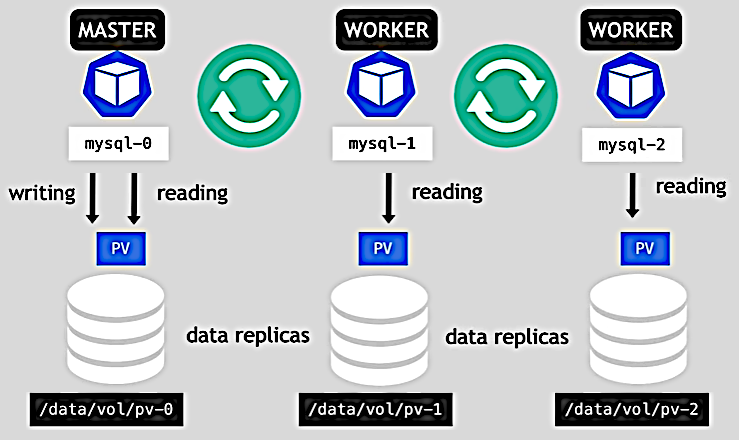 MASTER
WORKER
WORKER
mysql-0
mysql-1
mysql-2
writing
reading
reading
reading
PV
PV
PV
data replicas
data replicas
/data/vol/pv-0
/data/vol/pv-1
/data/vol/pv-2